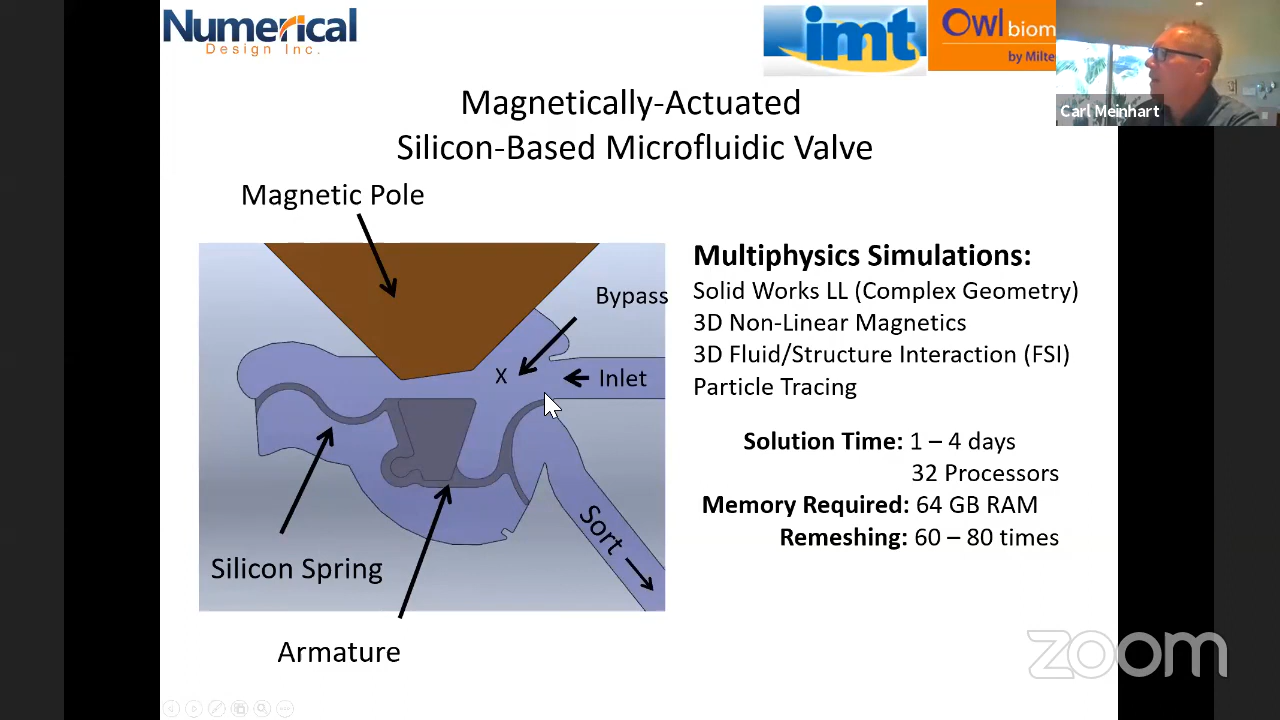 Numerical
Design Inc.
imt
Owl biom
by Milte
Carl Meinhart
Magnetically-Actuated
Silicon-Based Microfluidic Valve
Magnetic Pole
Bypass
X
Inlet
Sort
Silicon Spring
Armature
Multiphysics Simulations:
Solid Works LL (Complex Geometry)
3D Non-Linear Magnetics
3D Fluid/Structure Interaction (FSI)
Particle Tracing
Solution Time: 1 – 4 days
32 Processors
Memory Required: 64 GB RAM
Remeshing: 60 – 80 times
zoom